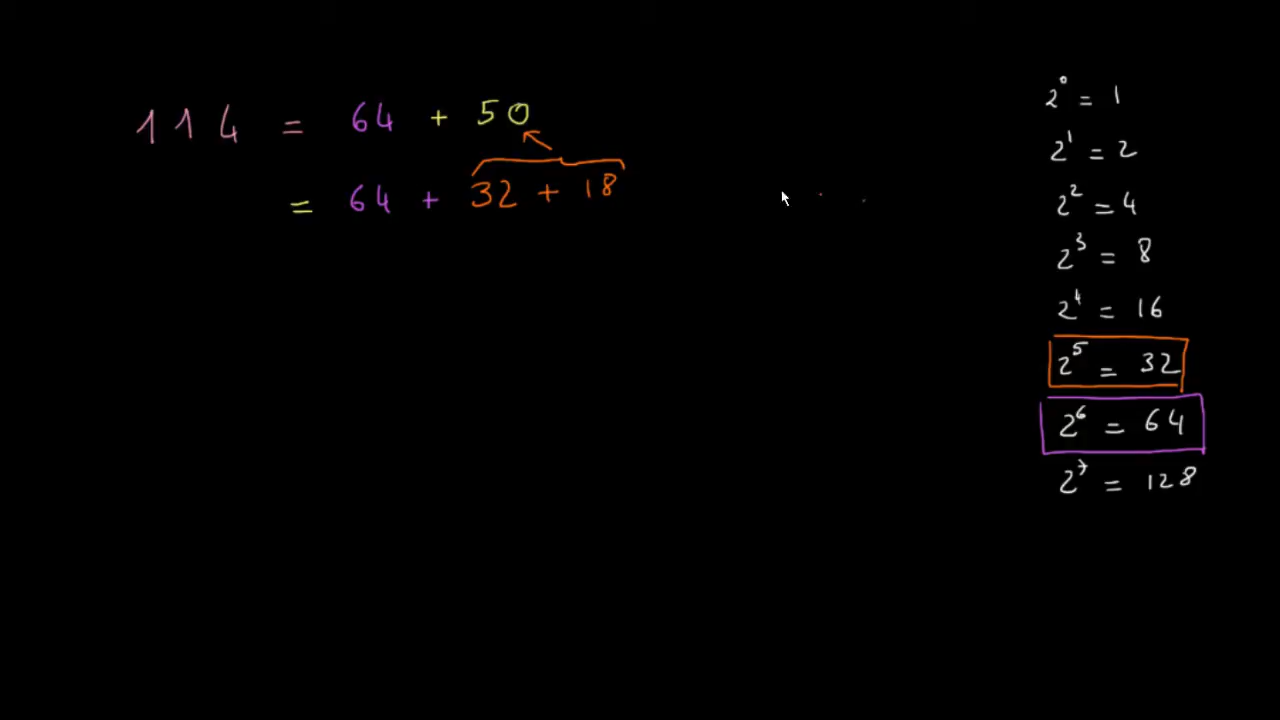 114 = 64 + 50
= 64 + 32 + 18
2⁰ = 1
2¹ = 2
2² = 4
2³ = 8
2⁴ = 16
2⁵ = 32
2⁶ = 64
2⁷ = 128